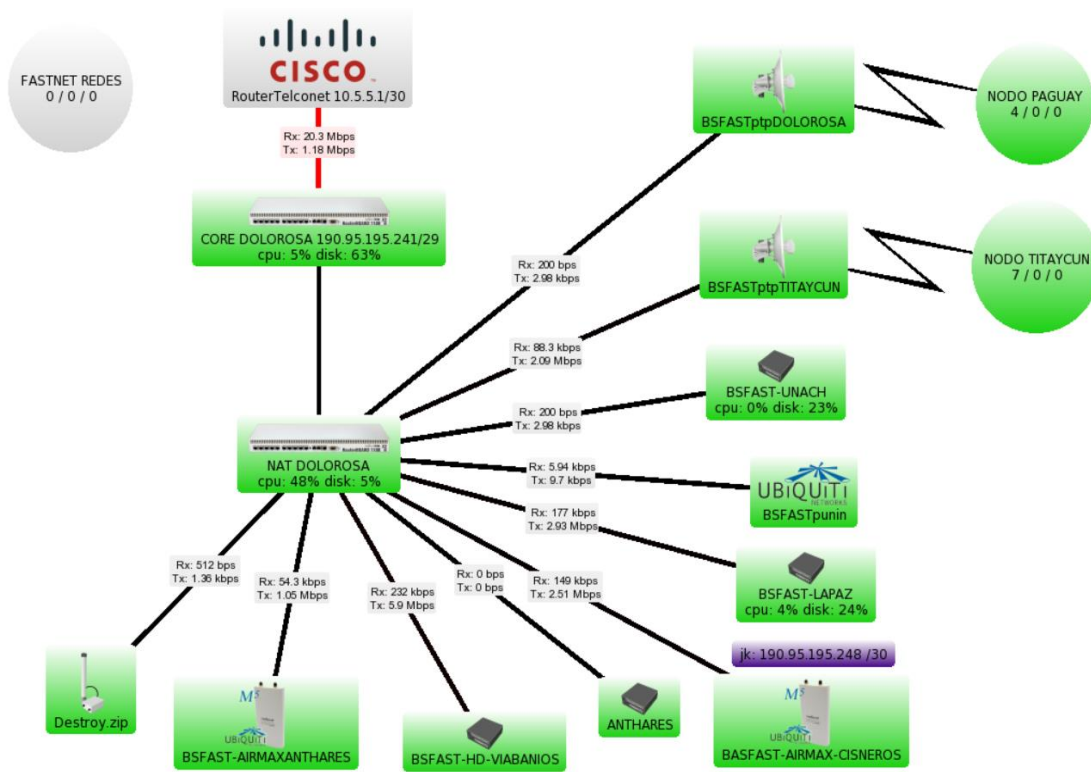 FASTNET REDES
0 / 0 / 0
CISCO
RouterTelconet 10.5.5.1/30
Rx: 20.3 Mbps
Tx: 1.18 Mbps
CORE DOLOROSA 190.95.195.241/29
cpu: 5% disk: 63%
BSFASTptpDOLOROSA
NODO PAGUAY
4 / 0 / 0
BSFASTptpTITAYCUN
NODO TITAYCUN
7 / 0 / 0
Rx: 200 bps
Tx: 2.98 kbps
Rx: 88.3 kbps
Tx: 2.09 Mbps
BSFAST-UNACH
cpu: 0% disk: 23%
Rx: 200 bps
Tx: 2.98 kbps
NAT DOLOROSA
cpu: 48% disk: 5%
Rx: 5.94 kbps
Tx: 9.7 kbps
UBiQUiTi
NETWORKS
BSFASTpunin
Rx: 177 kbps
Tx: 2.93 Mbps
BSFAST-LAPAZ
cpu: 4% disk: 24%
Rx: 512 bps
Tx: 1.36 kbps
Rx: 54.3 kbps
Tx: 1.05 Mbps
Rx: 232 kbps
Tx: 5.9 Mbps
Rx: 0 bps
Tx: 0 bps
Rx: 149 kbps
Tx: 2.51 Mbps
jk: 190.95.195.248 /30
Destroy.zip
M5
UBiQUiTi
BSFAST-AIRMAXANTHARES
BSFAST-HD-VIABANIOS
ANTHARES
M5
UBiQUiTi
BASFAST-AIRMAX-CISNEROS